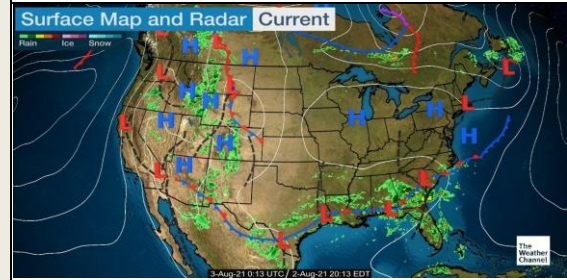 Surface Map and Radar Current
Rain Ice Snow
L H H
L L
H H L
L H H H H
H H
L H L
L L L
The
Weather
Channel
3-Aug-21 0:13 UTC / 2-Aug-21 20:13 EDT